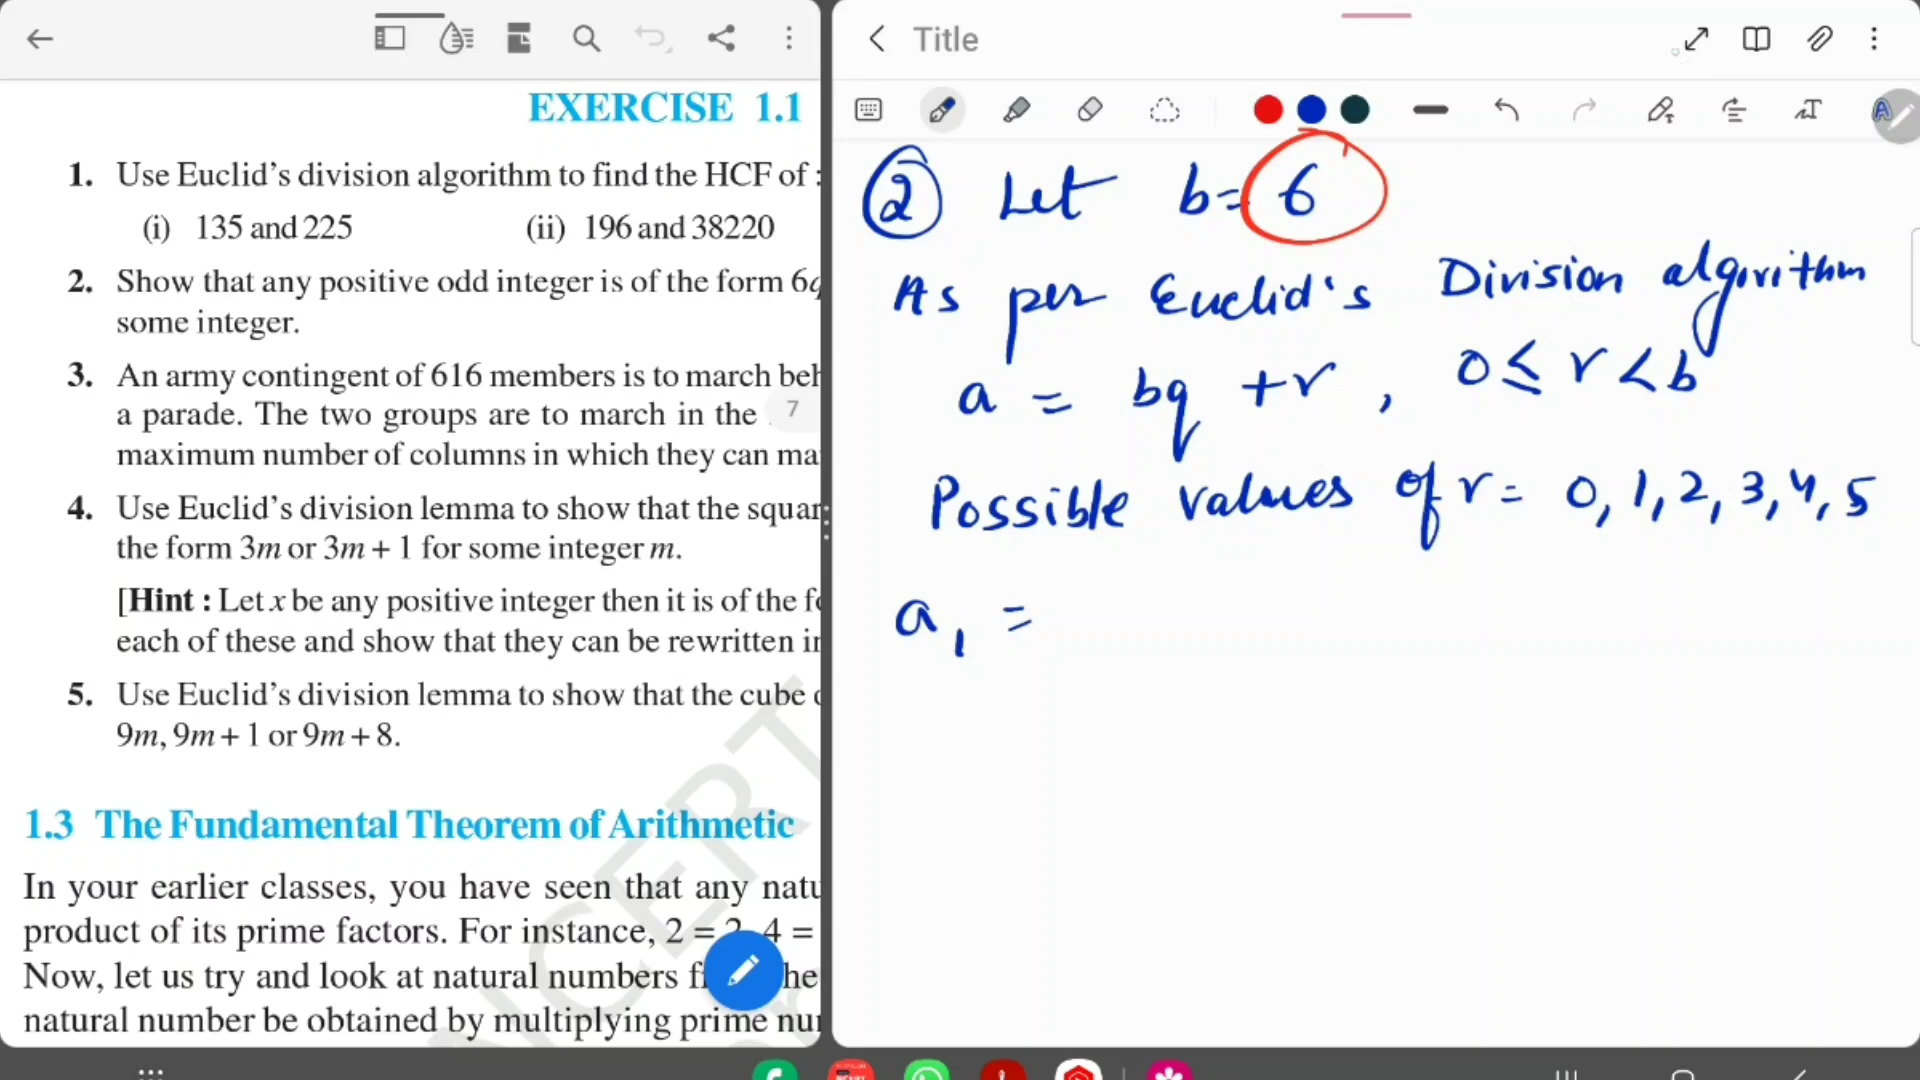 EXERCISE 1.1
1. Use Euclid's division algorithm to find the HCF of :
(i) 135 and 225 (ii) 196 and 38220
2. Show that any positive odd integer is of the form 6q
some integer.
3. An army contingent of 616 members is to march beh
a parade. The two groups are to march in the
7
maximum number of columns in which they can ma
4. Use Euclid's division lemma to show that the squar
the form 3m or 3m + 1 for some integer m.
[Hint : Let x be any positive integer then it is of the fo
each of these and show that they can be rewritten in
5. Use Euclid's division lemma to show that the cube o
9m, 9m + 1 or 9m + 8.
1.3 The Fundamental Theorem of Arithmetic
In your earlier classes, you have seen that any natu
product of its prime factors. For instance, 2 = 2, 4 =
Now, let us try and look at natural numbers f he
natural number be obtained by multiplying prime nu
NCERT
Title
② Let b = 6
As per Euclid's Division algorithm
a = bq + r , 0 ≤ r < b
Possible values of r = 0, 1, 2, 3, 4, 5
a₁ =